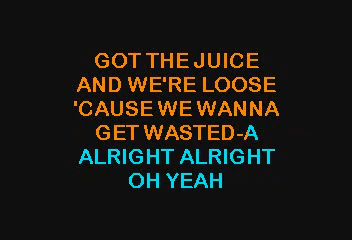 GOT THE JUICE
AND WE'RE LOOSE
'CAUSE WE WANNA
GET WASTED-A
ALRIGHT ALRIGHT
OH YEAH